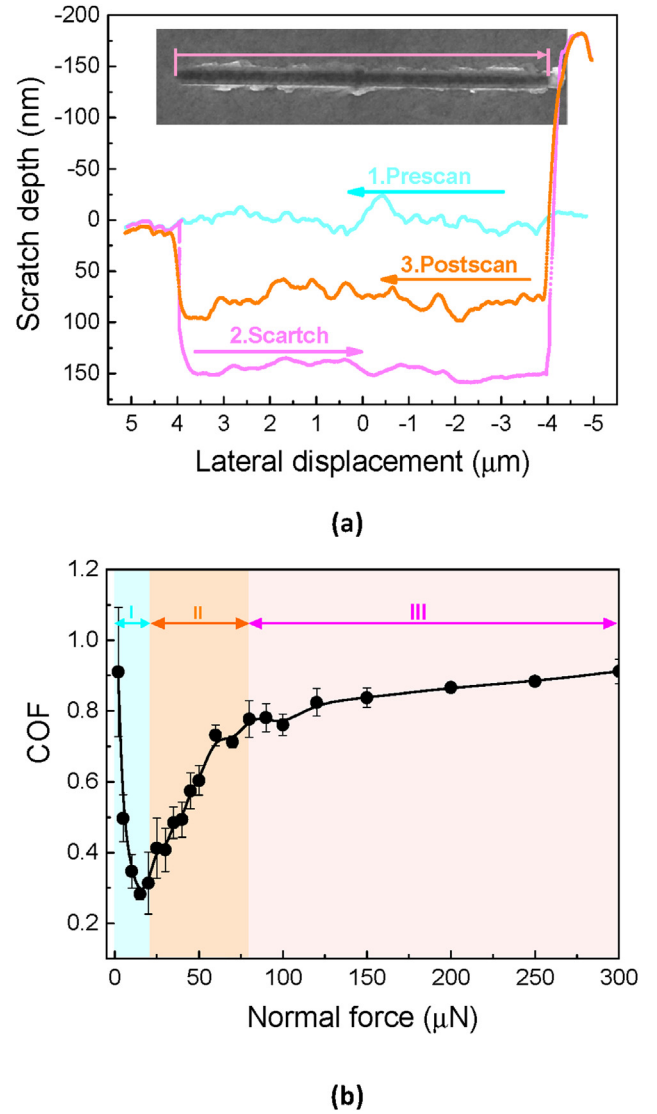 -200
-150
-100
-50
0
50
100
150
Scratch depth (nm)
1.Prescan
3.Postscan
2.Scartch
5 4 3 2 1 0 -1 -2 -3 -4 -5
Lateral displacement (μm)
(a)
1.2
1.0
0.8
0.6
0.4
0.2
COF
I II III
0 50 100 150 200 250 300
Normal force (μN)
(b)